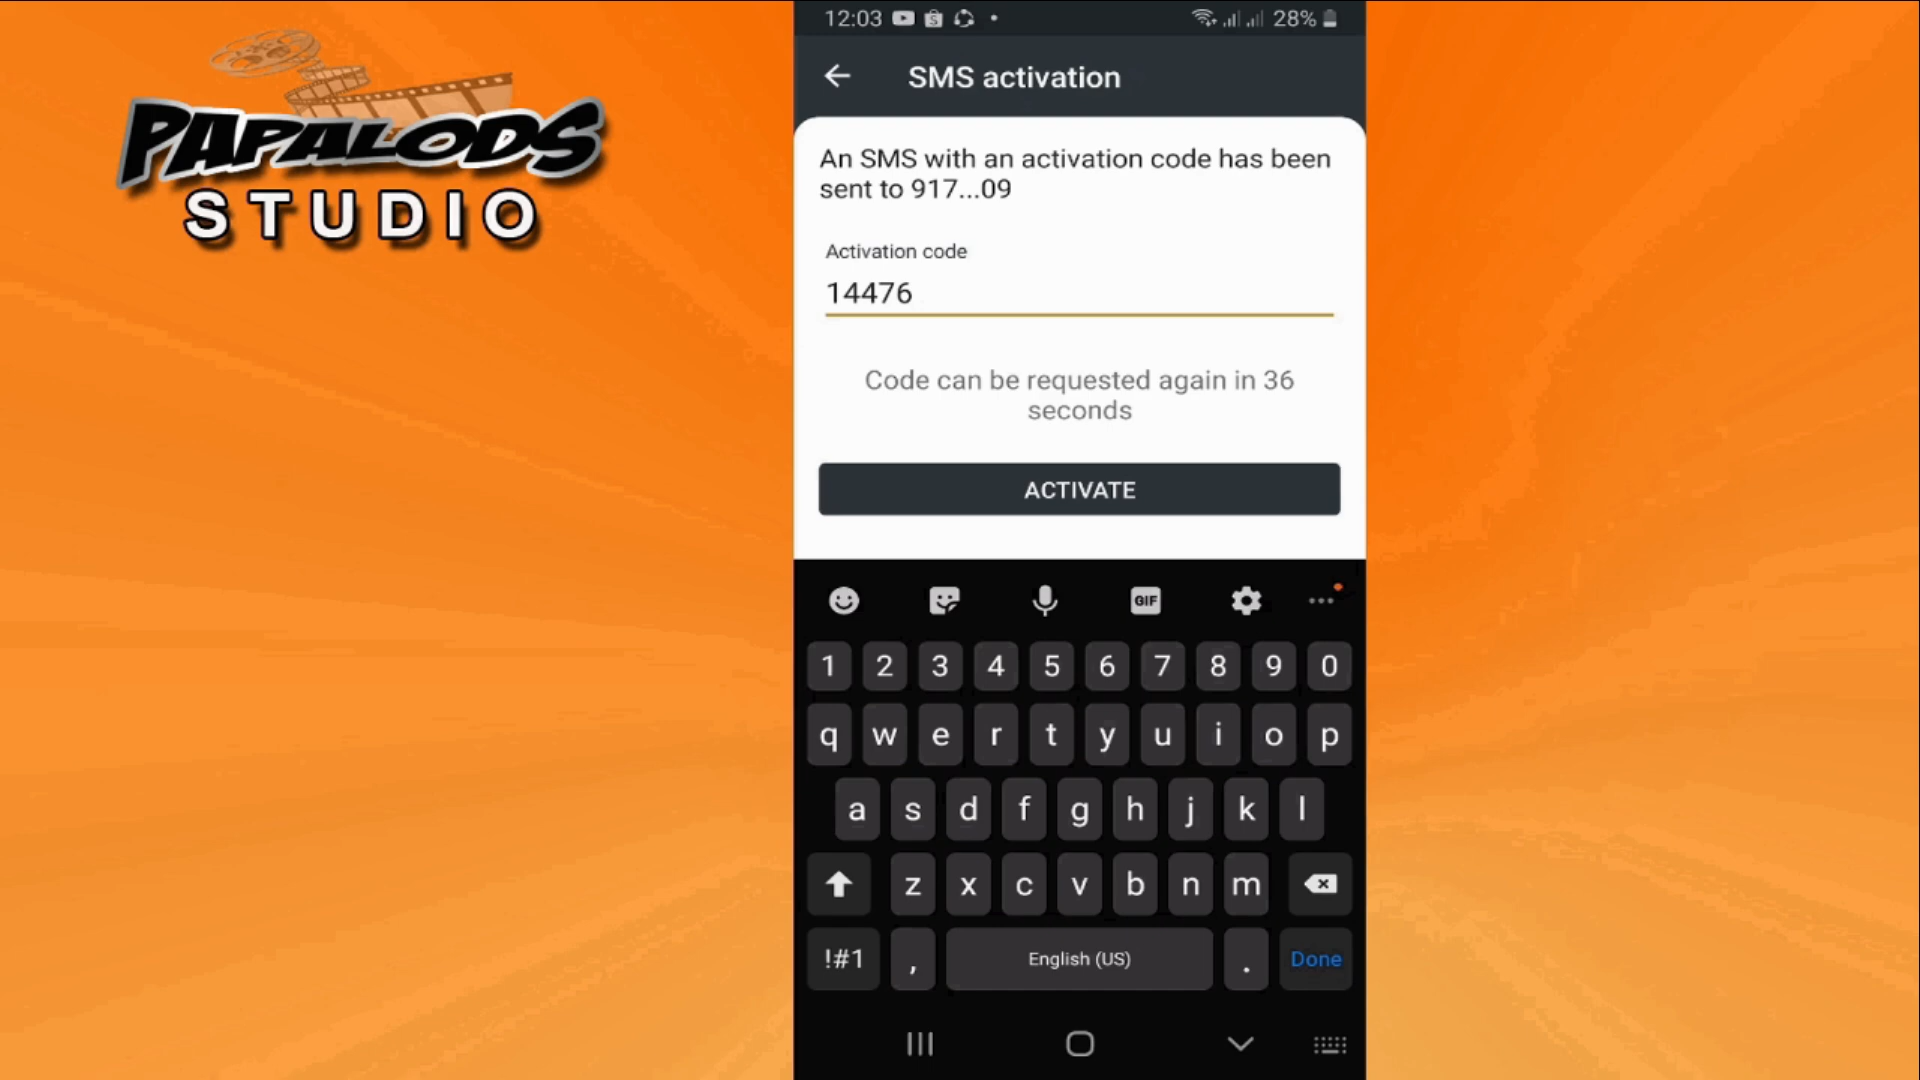 PAPALODS
STUDIO
12:03
28%
SMS activation
An SMS with an activation code has been
sent to 917...09
Activation code
14476
Code can be requested again in 36
seconds
ACTIVATE
GIF
1 2 3 4 5 6 7 8 9 0
q w e r t y u i o p
a s d f g h j k l
z x c v b n m
!#1 , English (US) . Done